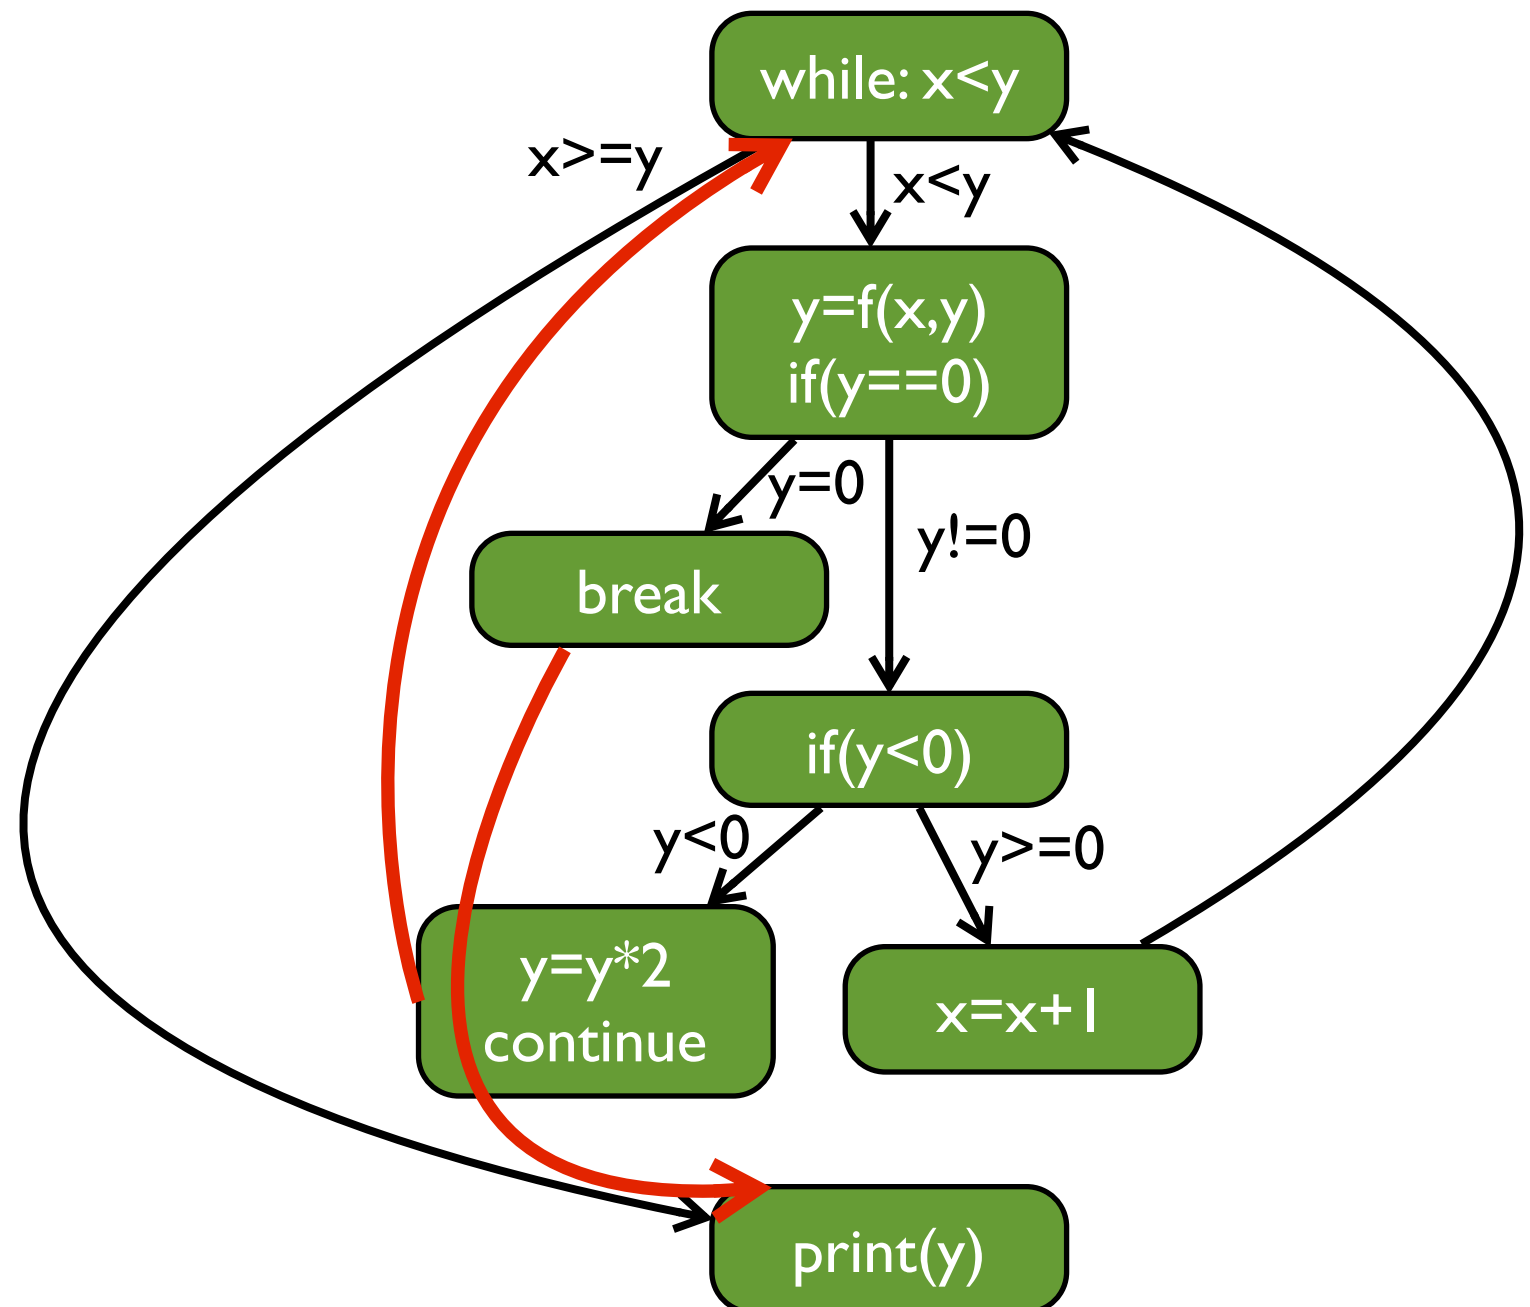 while: x<y
x>=y
x<y
y=f(x,y)
if(y==0)
y=0
y!=0
break
if(y<0)
y<0
y>=0
y=y*2
continue
x=x+1
print(y)